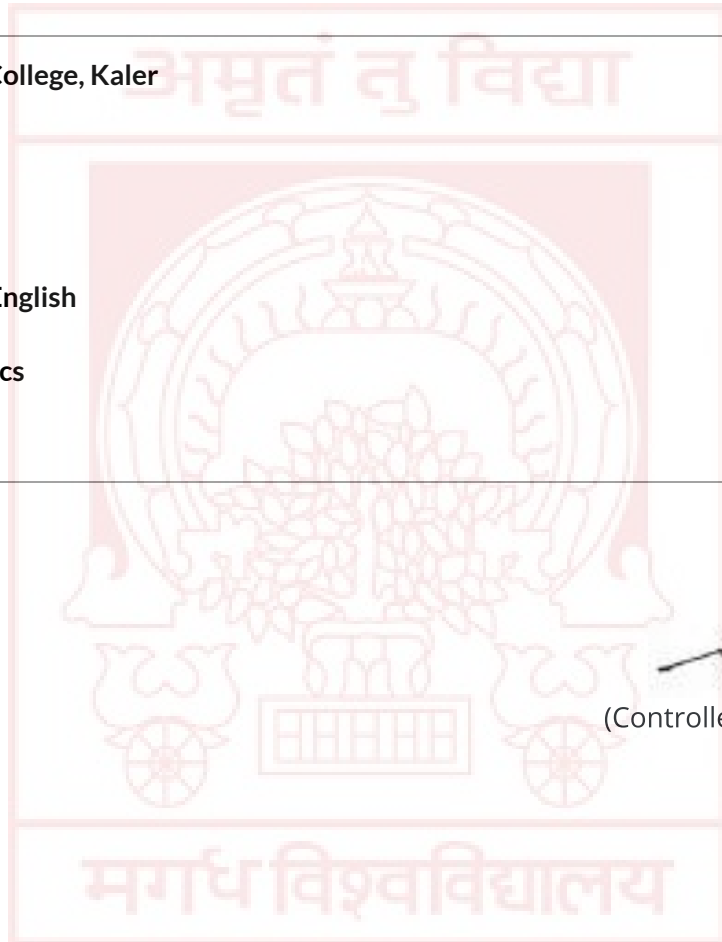 अमृतं तु विद्या
College, Kaler
English
cs
(Controlle
मगध विश्वविद्यालय